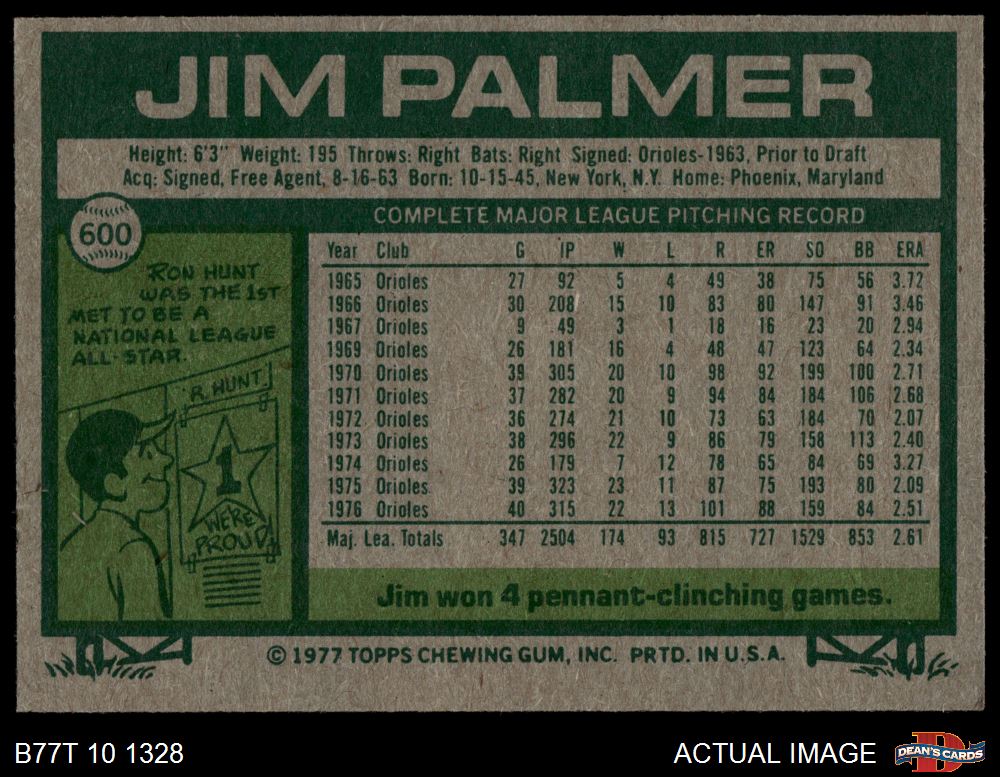 JIM PALMER
Height: 6'3" Weight: 195 Throws: Right Bats: Right Signed: Orioles-1963, Prior to Draft
Acq: Signed, Free Agent, 8-16-63 Born: 10-15-45, New York, N.Y. Home: Phoenix, Maryland
600
COMPLETE MAJOR LEAGUE PITCHING RECORD
Year Club G IP W L R ER SO BB ERA
1965 Orioles 27 92 5 4 49 38 75 56 3.72
1966 Orioles 30 208 15 10 83 80 147 91 3.46
1967 Orioles 9 49 3 1 18 16 23 20 2.94
1969 Orioles 26 181 16 4 48 47 123 64 2.34
1970 Orioles 39 305 20 10 98 92 199 100 2.71
1971 Orioles 37 282 20 9 94 84 184 106 2.68
1972 Orioles 36 274 21 10 73 63 184 70 2.07
1973 Orioles 38 296 22 9 86 79 158 113 2.40
1974 Orioles 26 179 7 12 78 65 84 69 3.27
1975 Orioles 39 323 23 11 87 75 193 80 2.09
1976 Orioles 40 315 22 13 101 88 159 84 2.51
Maj. Lea. Totals 347 2504 174 93 815 727 1529 853 2.61
Jim won 4 pennant-clinching games.
RON HUNT
WAS THE 1ST
MET TO BE A
NATIONAL LEAGUE
ALL-STAR.
R. HUNT
1
WE'RE
PROUD
© 1977 TOPPS CHEWING GUM, INC. PRTD. IN U.S.A.
B77T 10 1328
ACTUAL IMAGE
D
DEAN'S CARDS